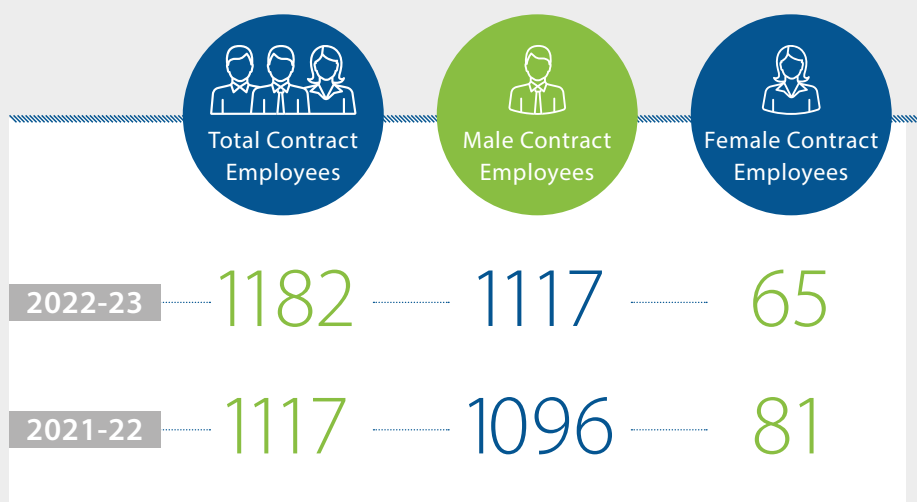 Total Contract
Employees
Male Contract
Employees
Female Contract
Employees
2022-23 1182 1117 65
2021-22 1117 1096 81